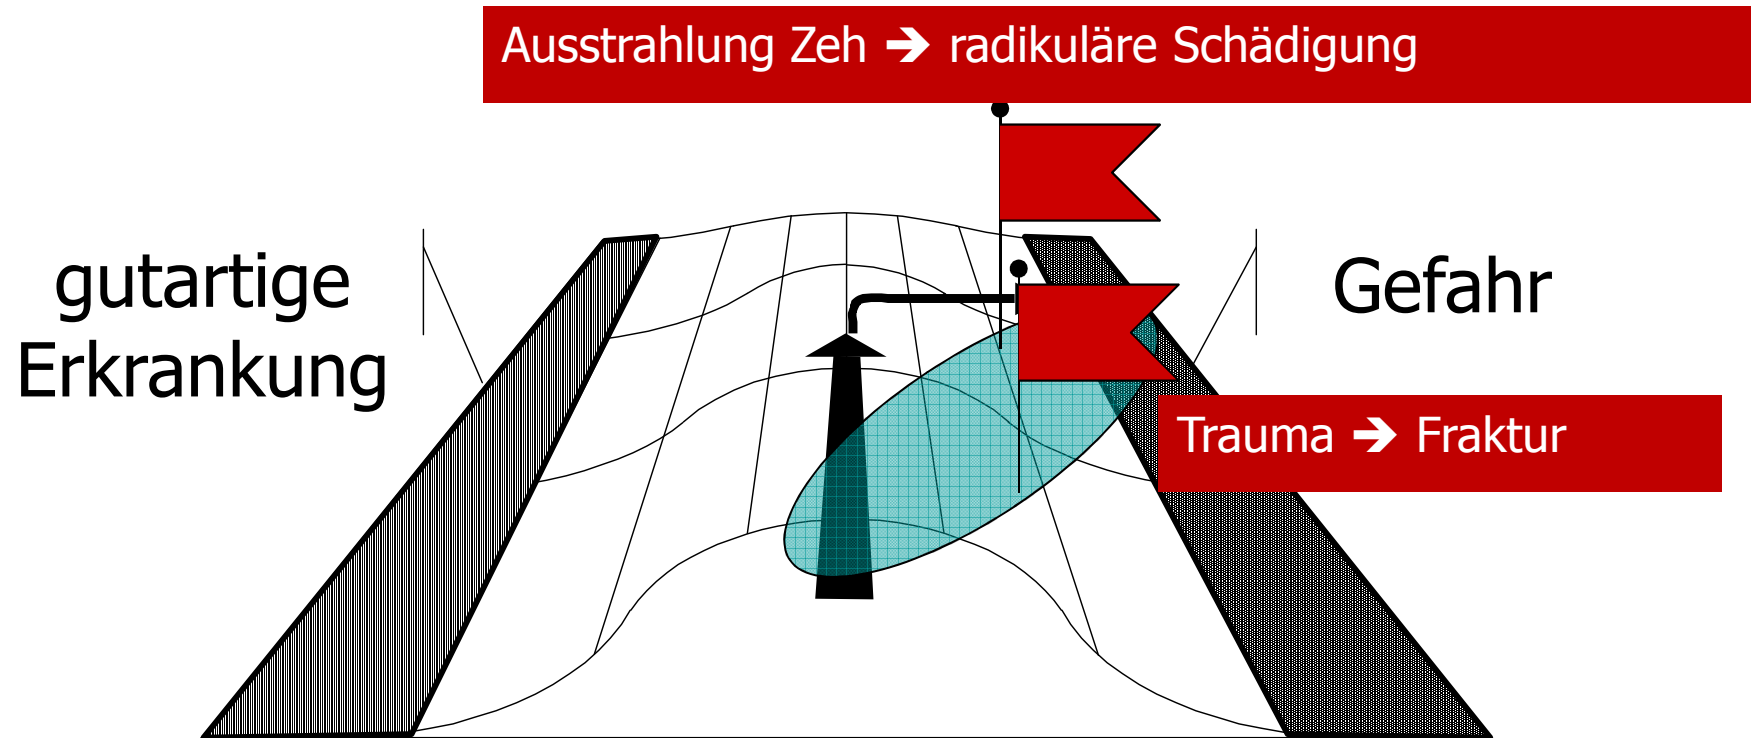 Ausstrahlung Zeh ➔ radikuläre Schädigung
gutartige
Erkrankung
Gefahr
Trauma ➔ Fraktur